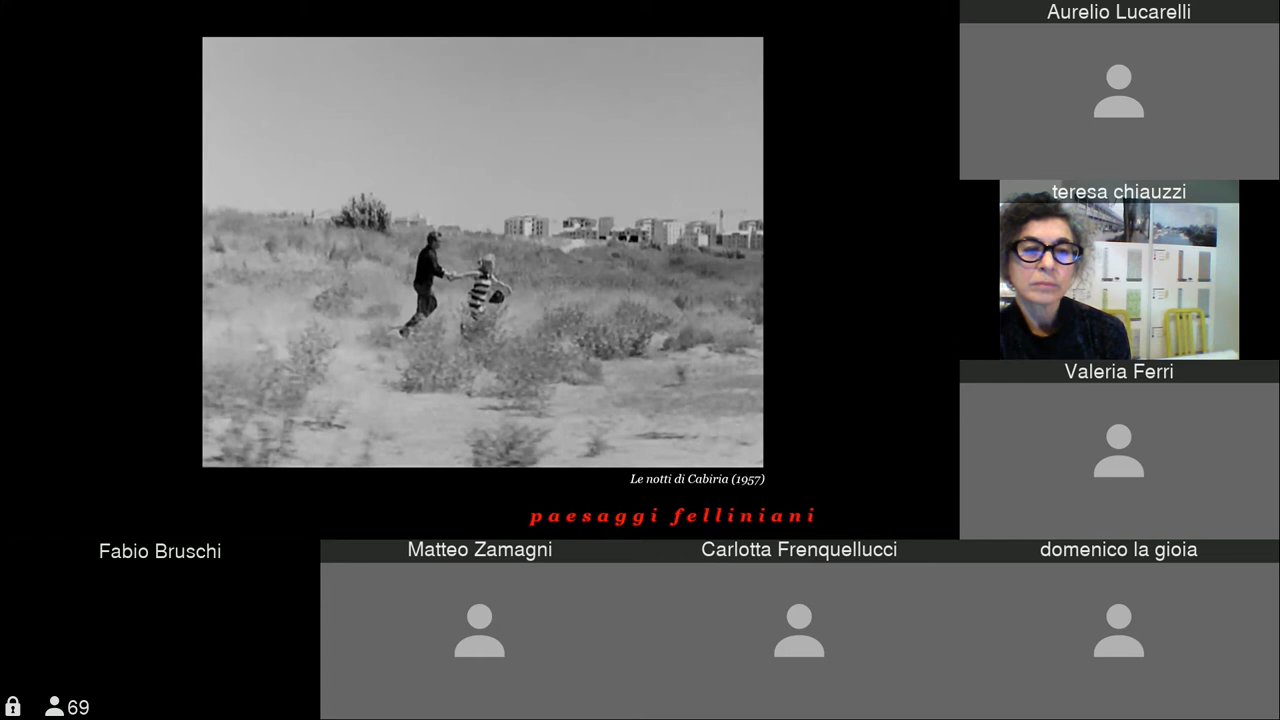 Aurelio Lucarelli
teresa chiauzzi
Valeria Ferri
Le notti di Cabiria (1957)
paesaggi felliniani
Fabio Bruschi
Matteo Zamagni
Carlotta Frenquellucci
domenico la gioia
69